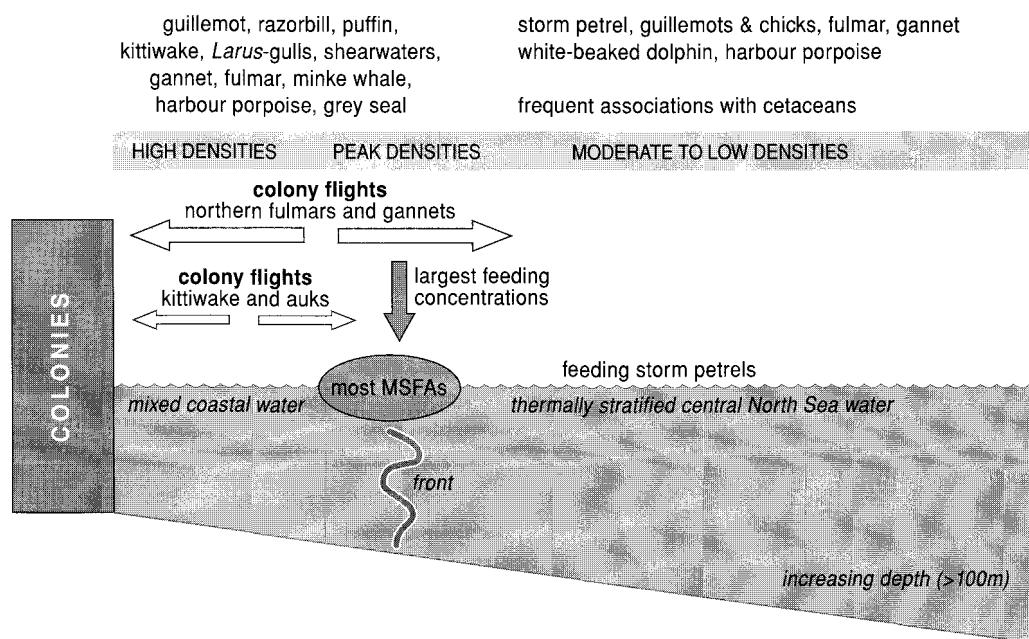 guillemot, razorbill, puffin,
kittiwake, Larus-gulls, shearwaters,
gannet, fulmar, minke whale,
harbour porpoise, grey seal
storm petrel, guillemots & chicks, fulmar, gannet
white-beaked dolphin, harbour porpoise
frequent associations with cetaceans
HIGH DENSITIES
PEAK DENSITIES
MODERATE TO LOW DENSITIES
colony flights
northern fulmars and gannets
colony flights
kittiwake and auks
largest feeding
concentrations
COLONIES
most MSFAs
feeding storm petrels
mixed coastal water
thermally stratified central North Sea water
front
increasing depth (>100m)